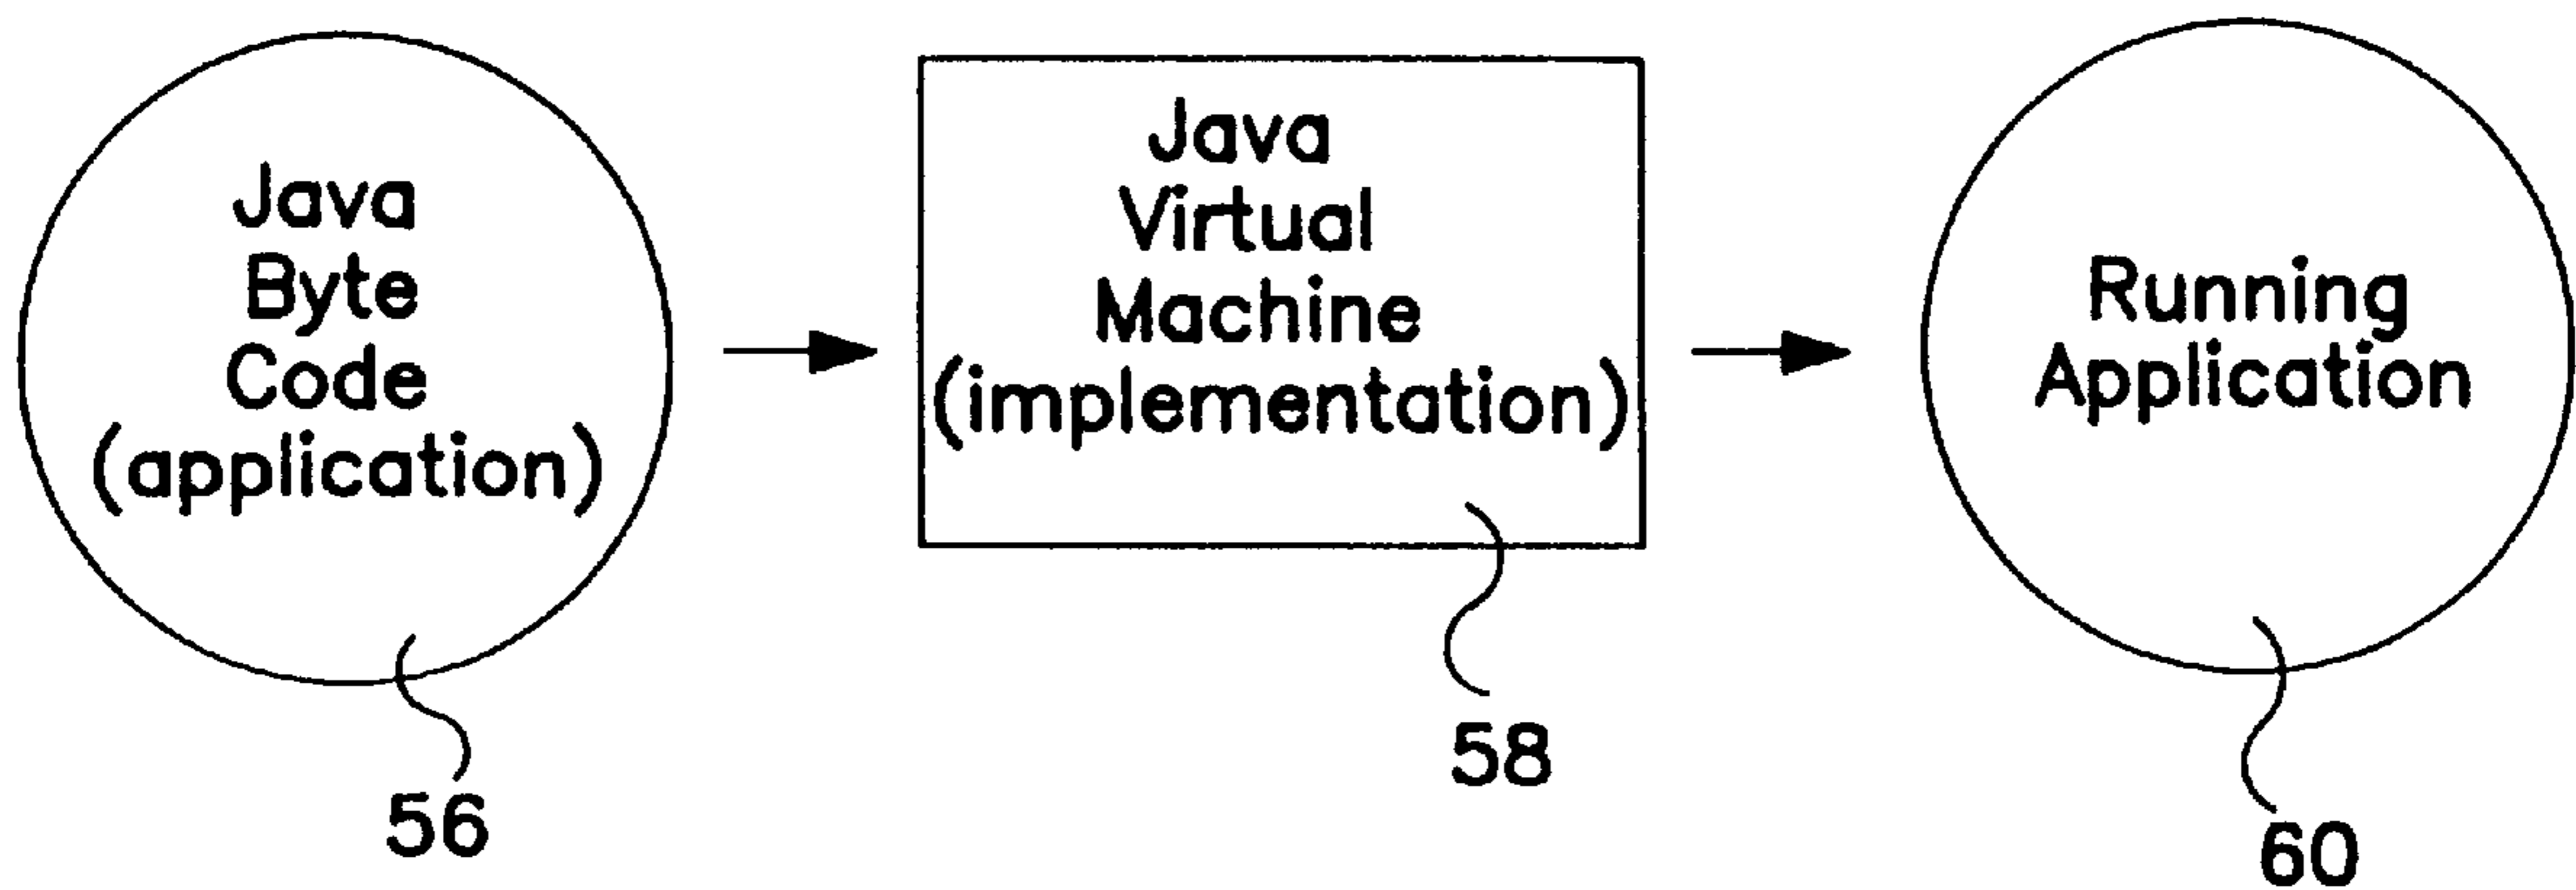 Java
Byte
Code
(application)
56
Java
Virtual
Machine
(implementation)
58
Running
Application
60